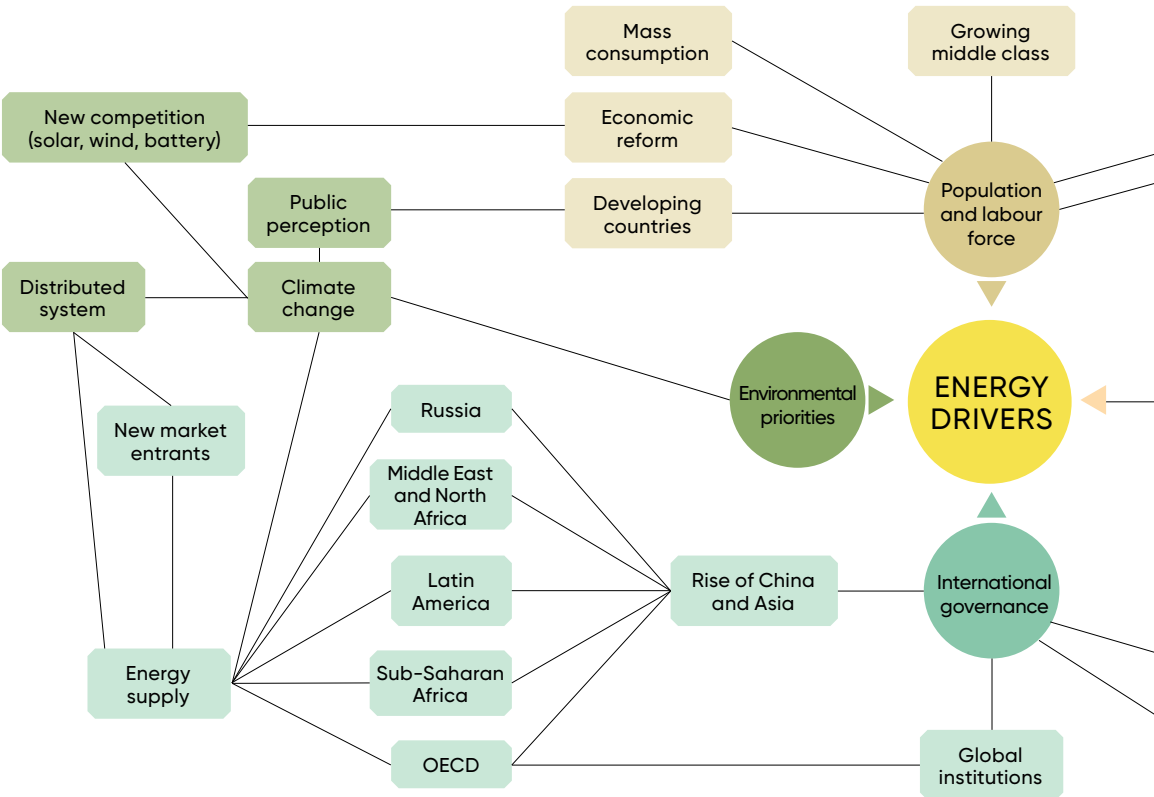 Mass
consumption
Growing
middle class
New competition
(solar, wind, battery)
Economic
reform
Public
perception
Developing
countries
Population
and labour
force
Distributed
system
Climate
change
Environmental
priorities
ENERGY
DRIVERS
New market
entrants
Russia
Middle East
and North
Africa
Latin
America
Rise of China
and Asia
International
governance
Energy
supply
Sub-Saharan
Africa
OECD
Global
institutions